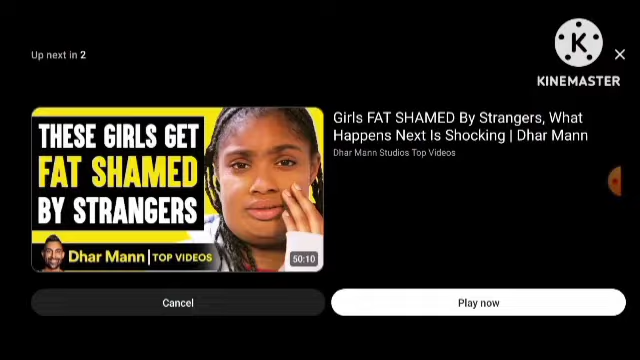 Up next in 2
KINEMASTER
THESE GIRLS GET
FAT SHAMED
BY STRANGERS
Dhar Mann | TOP VIDEOS
50:10
Girls FAT SHAMED By Strangers, What
Happens Next Is Shocking | Dhar Mann
Dhar Mann Studios Top Videos
Cancel
Play now